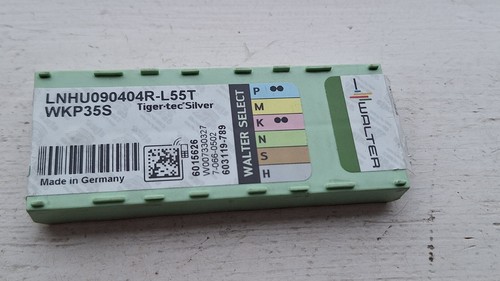 LNHU090404R-L55T
WKP35S
Tiger·tec® Silver
Made in Germany
6015626
W007330327
7-066-0502
603119-789
WALTER SELECT
P
M
K
N
S
H
WALTER